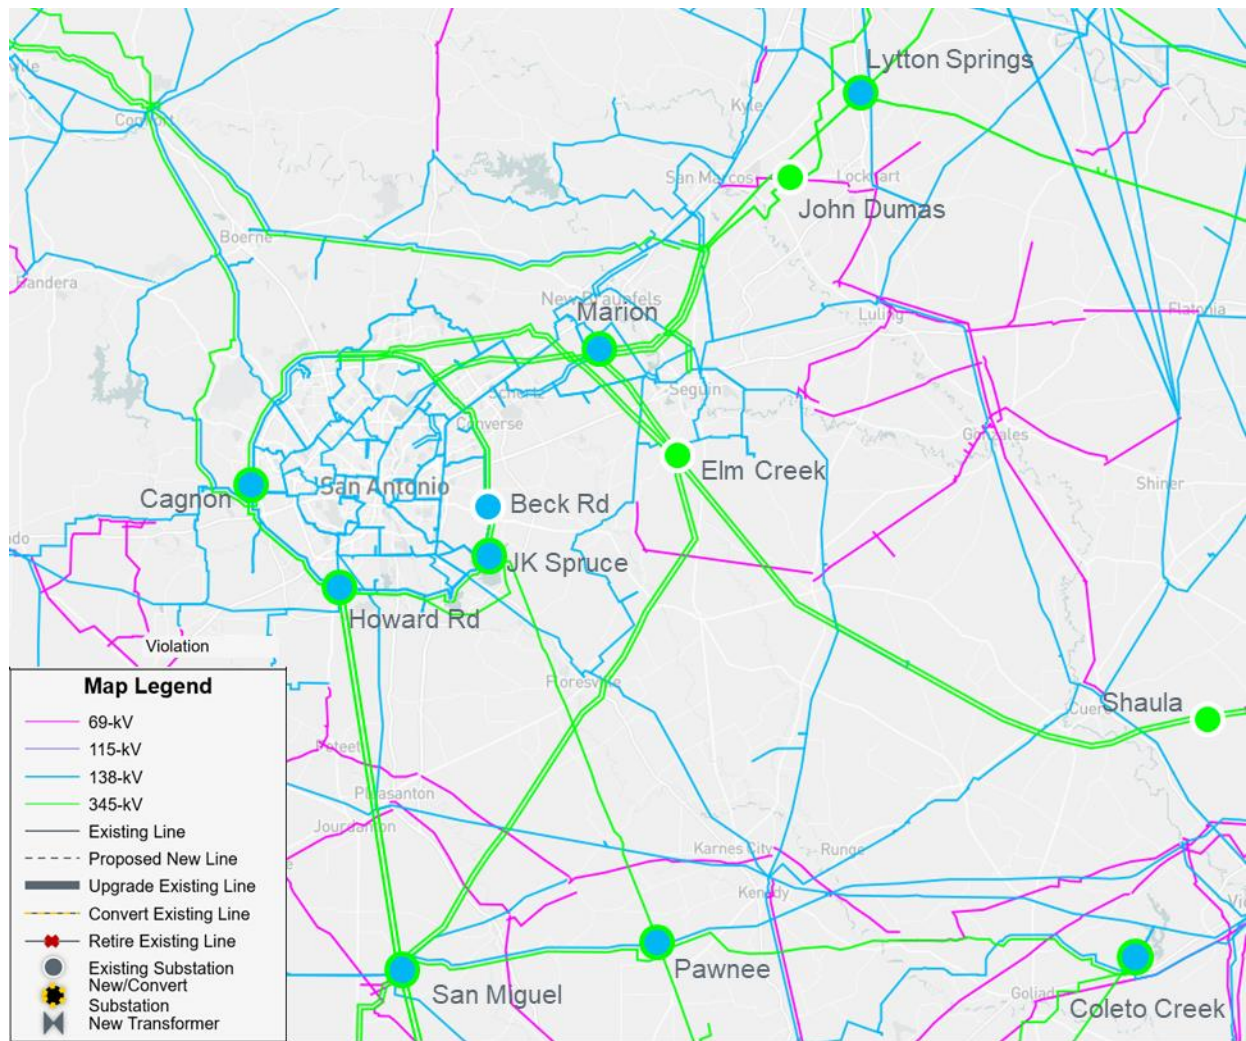 Lytton Springs
Kyle
Comfort
San Marcos
Lockhart
John Dumas
Boerne
Bandera
New Braunfels
Marion
Luling
Flatonia
Seguin
Schertz
Converse
Gonzales
Elm Creek
Cagnon
San Antonio
Beck Rd
Shiner
JK Spruce
Howard Rd
Violation
Floresville
Shaula
Cuero
Map Legend
69-kV
115-kV
138-kV
345-kV
Existing Line
Proposed New Line
Upgrade Existing Line
Convert Existing Line
Retire Existing Line
Existing Substation
New/Convert
Substation
New Transformer
Poteet
Pleasanton
Jourdanton
Karnes City
Runge
Kenedy
Pawnee
San Miguel
Goliad
Coleto Creek